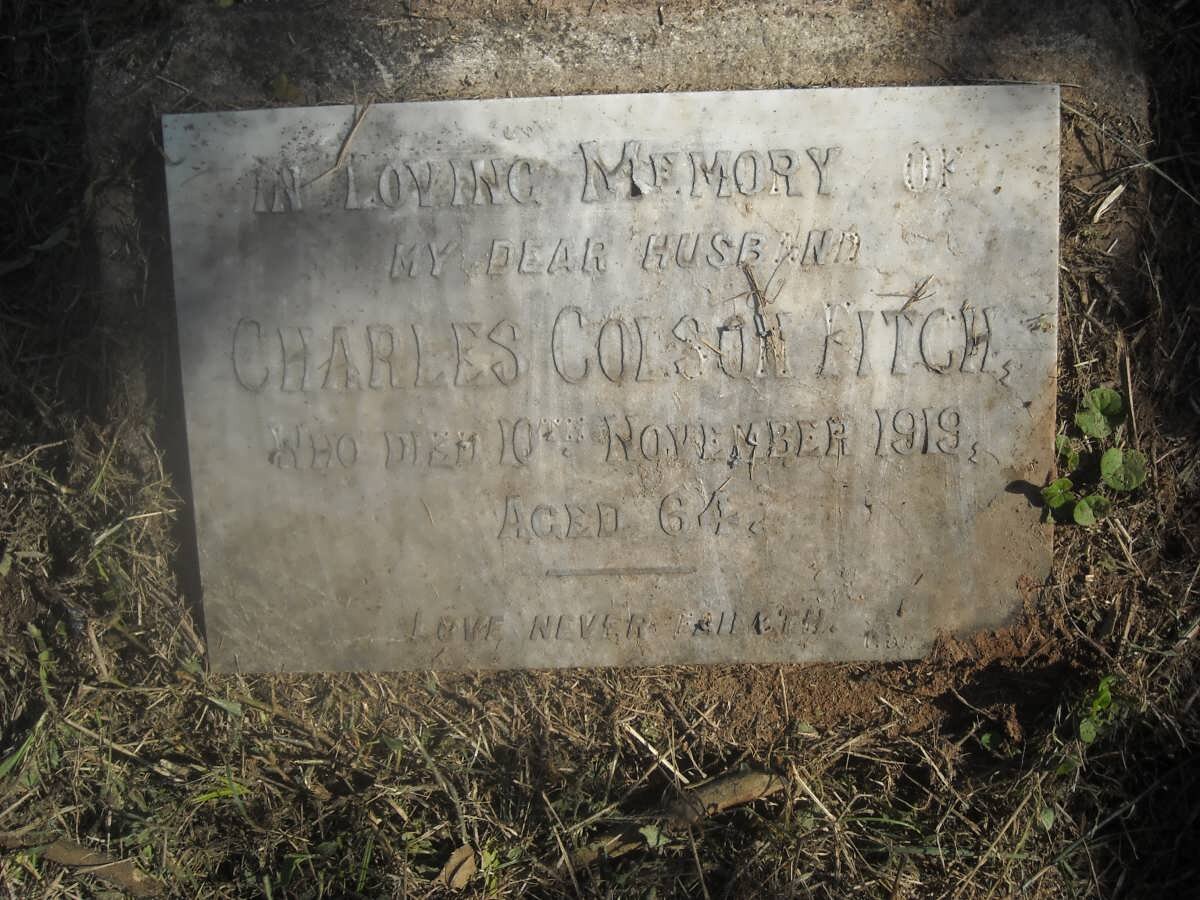 IN LOVING MEMORY OF
MY DEAR HUSBAND
CHARLES COLSON FITCH,
WHO DIED 10TH NOVEMBER 1919,
AGED 64.
LOVE NEVER FAILETH.